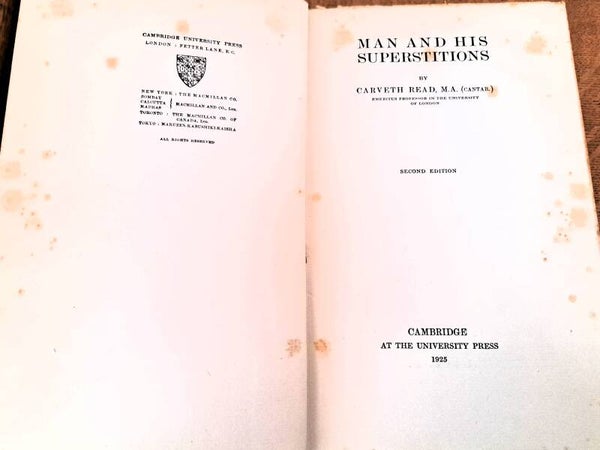 CAMBRIDGE UNIVERSITY PRESS
LONDON : FETTER LANE, E.C.
NEW YORK : THE MACMILLAN CO.
BOMBAY
CALCUTTA
MADRAS
MACMILLAN AND CO., Ltd.
TORONTO : THE MACMILLAN CO. OF
CANADA, Ltd.
TOKYO : MARUZEN-KABUSHIKI-KAISHA
ALL RIGHTS RESERVED
MAN AND HIS
SUPERSTITIONS
BY
CARVETH READ, M.A. (CANTAB.)
EMERITUS PROFESSOR IN THE UNIVERSITY
OF LONDON
SECOND EDITION
CAMBRIDGE
AT THE UNIVERSITY PRESS
1925